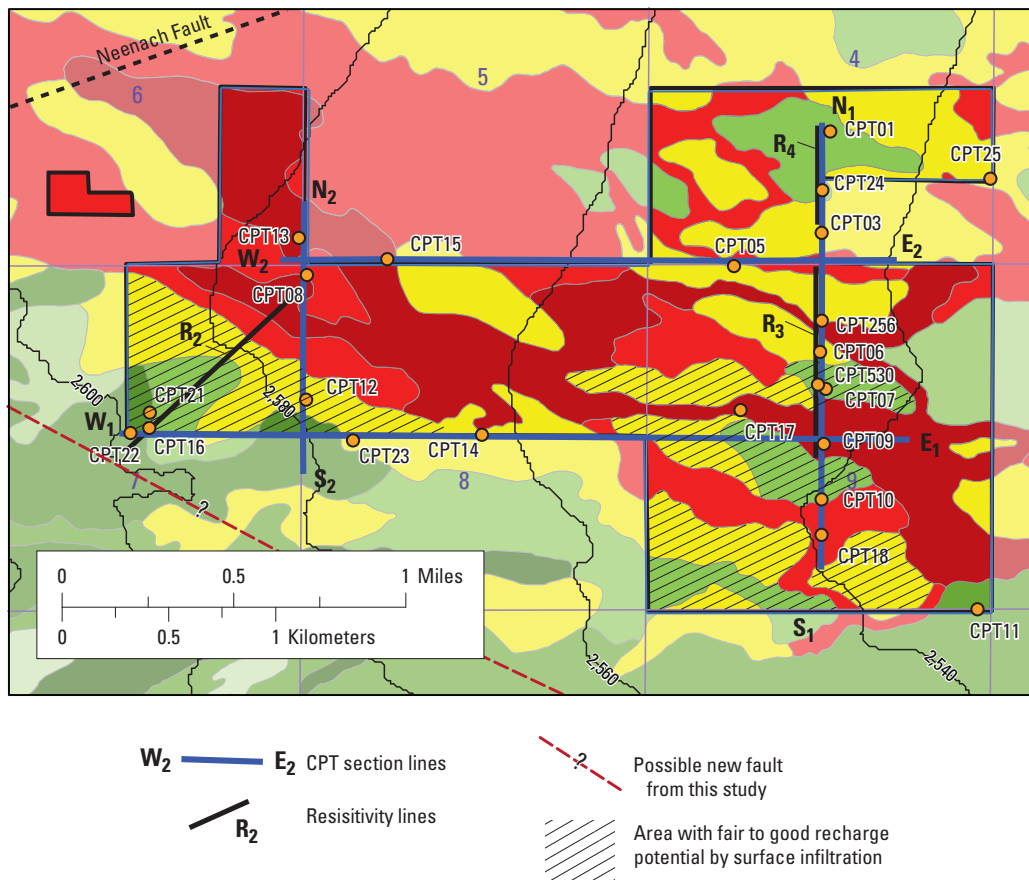 Neenach Fault
6
5
4
N1
CPT01
R4
CPT25
CPT24
N2
CPT03
CPT13
CPT15
CPT05
E2
W2
CPT08
R2
R3
CPT256
CPT06
2,600
CPT12
CPT530
CPT21
2,580
CPT07
W1
CPT17
CPT16
CPT14
CPT09
E1
CPT22
CPT23
7
S2
8
9
CPT10
?
CPT18
0 0.5 1 Miles
0 0.5 1 Kilometers
S1
CPT11
2,560
2,540
W2 E2 CPT section lines
R2 Resisitivity lines
? Possible new fault
from this study
Area with fair to good recharge
potential by surface infiltration